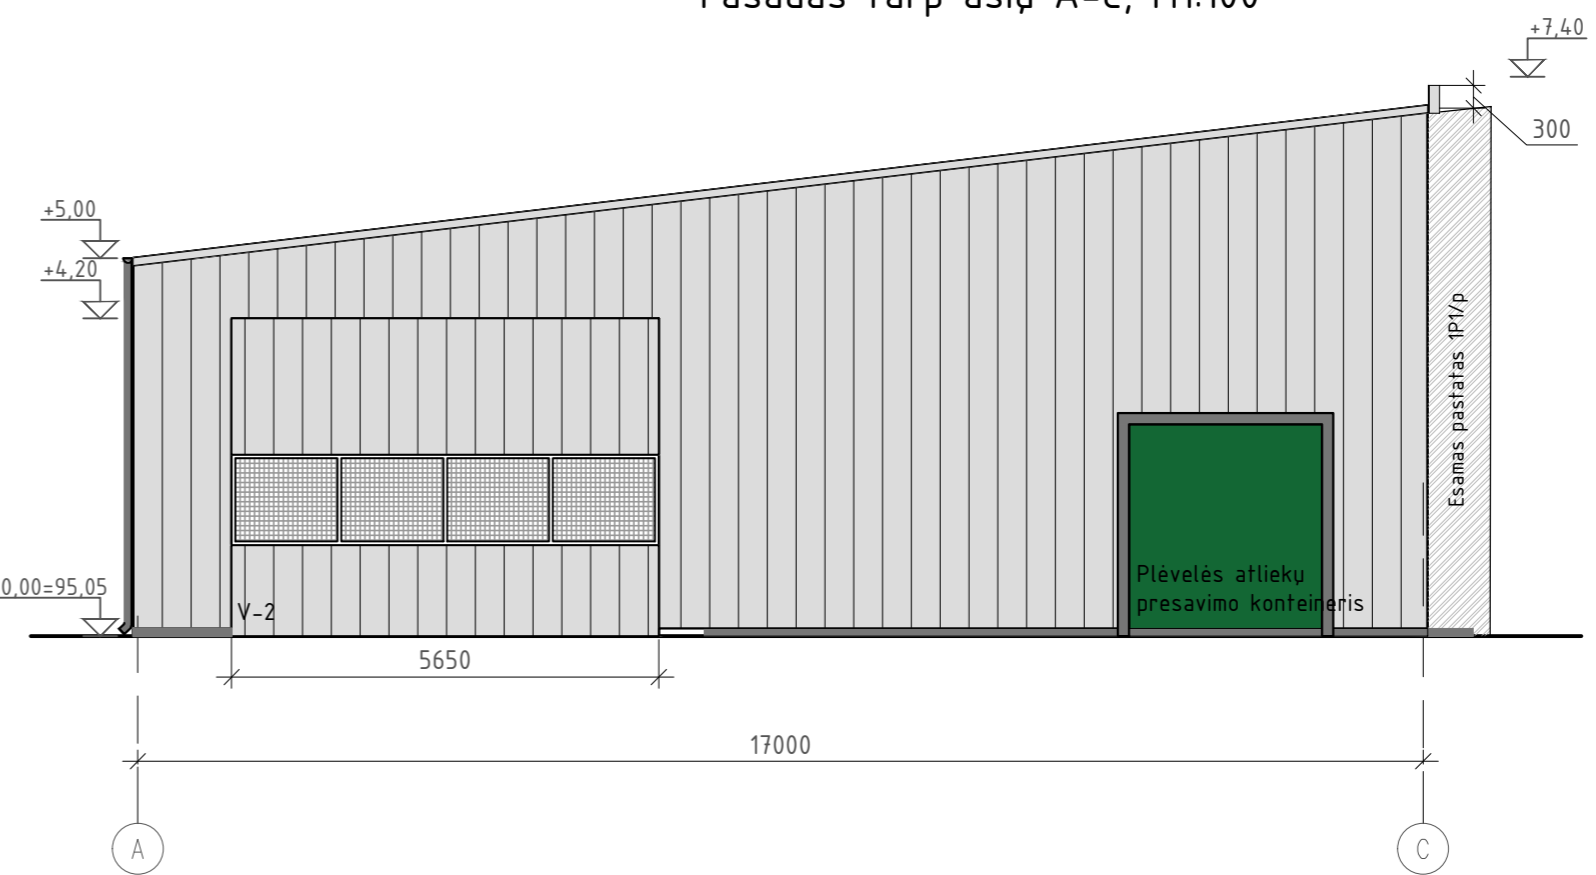 +7,40
300
+5,00
+4,20
Esamas pastatas 1P1/p
0,00=95,05
V-2
Plėvelės atliekų
presavimo konteineris
5650
17000
A
C